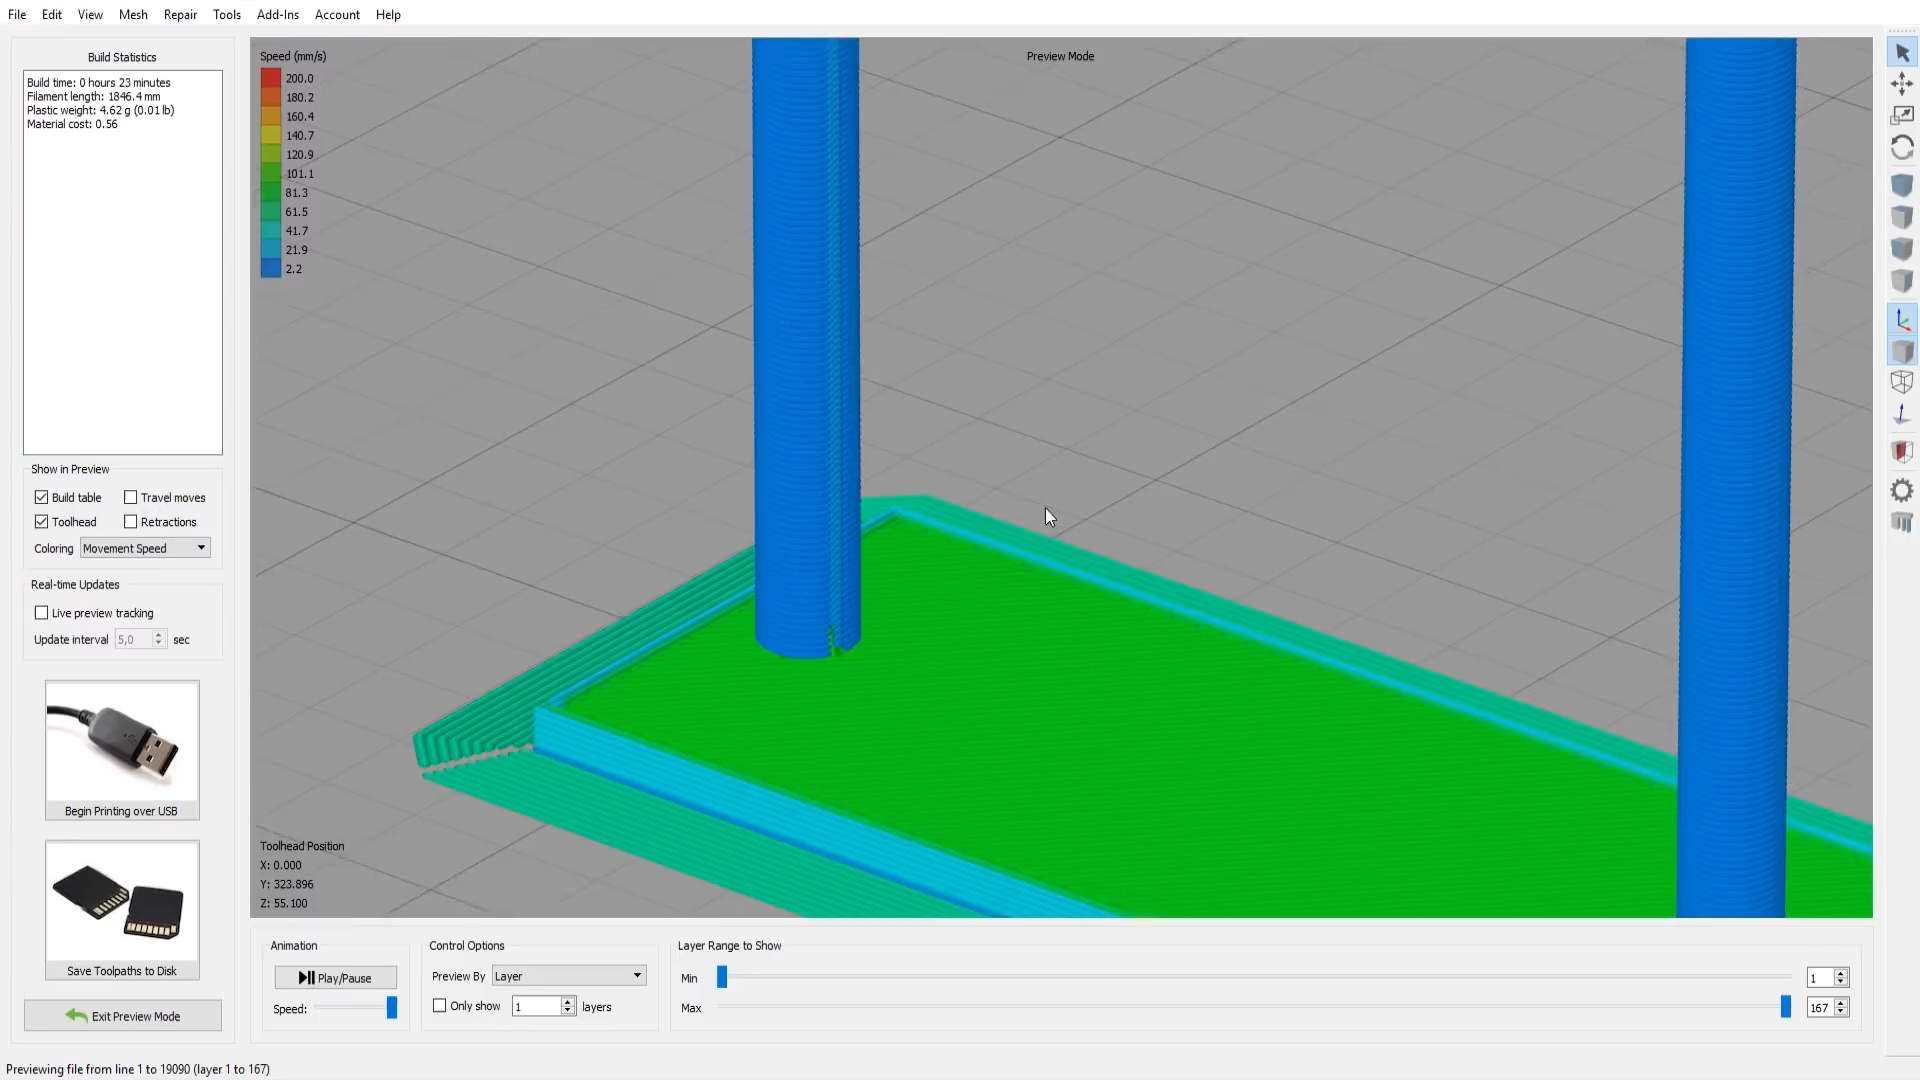 File Edit View Mesh Repair Tools Add-Ins Account Help
Build Statistics
Build time: 0 hours 23 minutes
Filament length: 1846.4 mm
Plastic weight: 4.62 g (0.01 lb)
Material cost: 0.56
Show in Preview
Build table
Travel moves
Toolhead
Retractions
Coloring Movement Speed
Real-time Updates
Live preview tracking
Update interval 5,0 sec
Begin Printing over USB
Save Toolpaths to Disk
Exit Preview Mode
Speed (mm/s)
200.0
180.2
160.4
140.7
120.9
101.1
81.3
61.5
41.7
21.9
2.2
Preview Mode
Toolhead Position
X: 0.000
Y: 323.896
Z: 55.100
Animation
Play/Pause
Speed:
Control Options
Preview By Layer
Only show 1 layers
Layer Range to Show
Min 1
Max 167
Previewing file from line 1 to 19090 (layer 1 to 167)